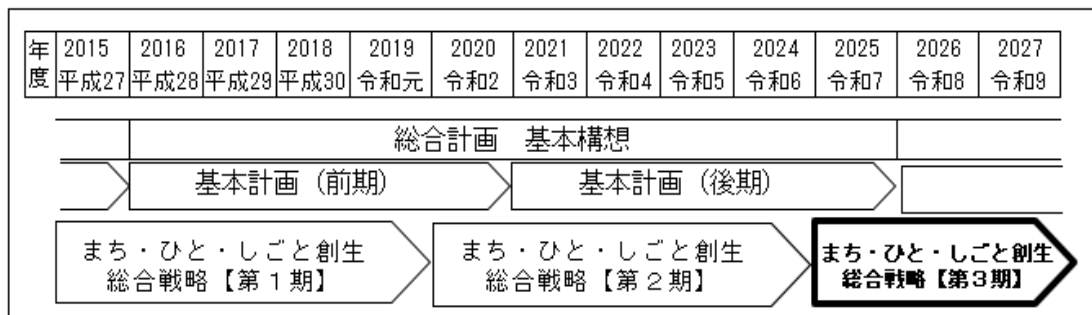 年度 2015 2016 2017 2018 2019 2020 2021 2022 2023 2024 2025 2026 2027
平成27 平成28 平成29 平成30 令和元 令和2 令和3 令和4 令和5 令和6 令和7 令和8 令和9
総合計画 基本構想
基本計画（前期） 基本計画（後期）
まち・ひと・しごと創生 まち・ひと・しごと創生 まち・ひと・しごと創生
総合戦略【第１期】 総合戦略【第２期】 総合戦略【第３期】